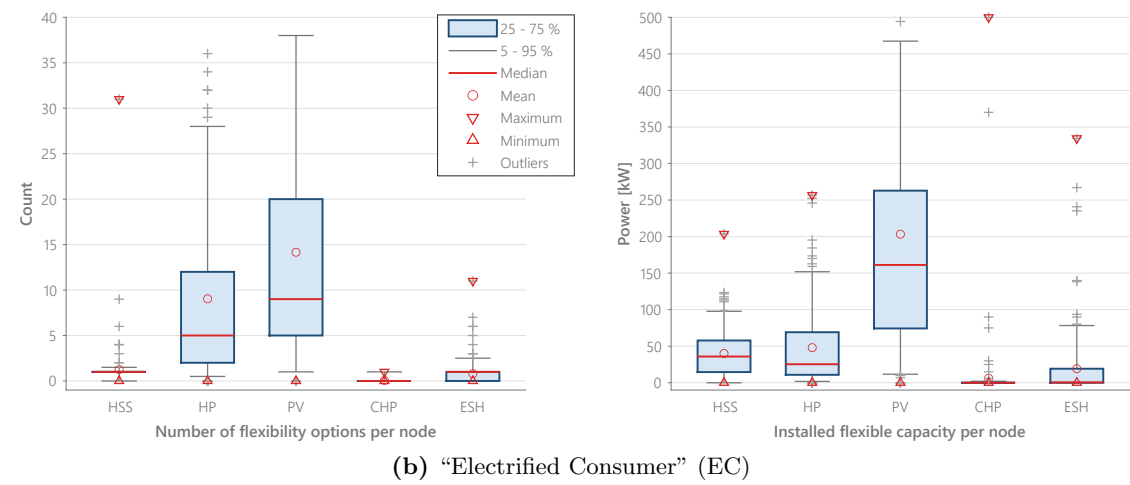 40
35
30
25
20
15
10
5
0
Count
25 - 75 %
5 - 95 %
Median
Mean
Maximum
Minimum
Outliers
HSS HP PV CHP ESH
Number of flexibility options per node
500
450
400
350
300
250
200
150
100
50
0
Power [kW]
HSS HP PV CHP ESH
Installed flexible capacity per node
(b) “Electrified Consumer” (EC)